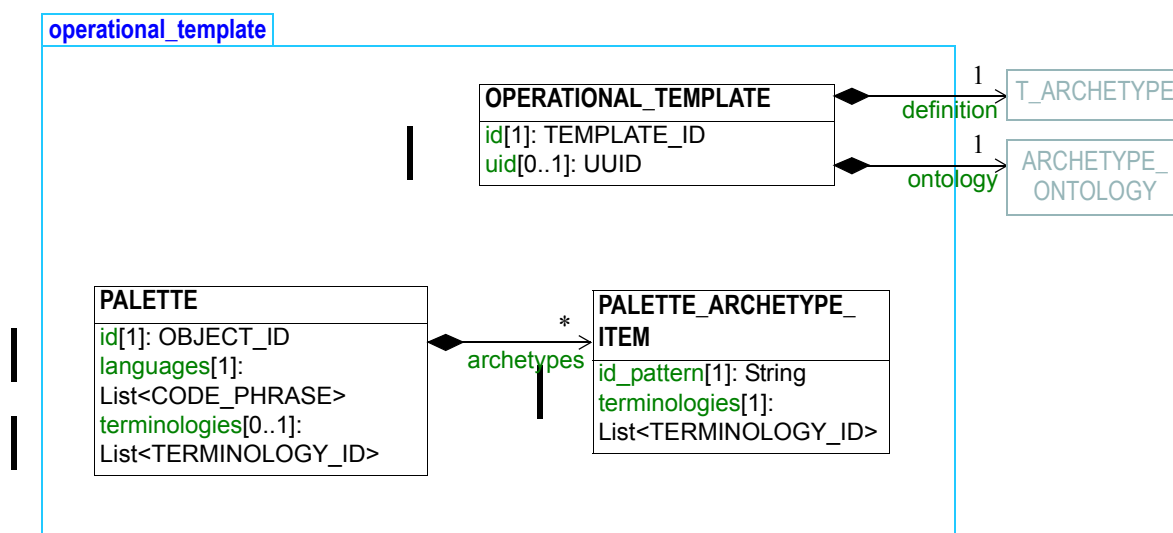 operational_template
OPERATIONAL_TEMPLATE
id[1]: TEMPLATE_ID
uid[0..1]: UUID
1
definition
T_ARCHETYPE
1
ontology
ARCHETYPE_
ONTOLOGY
PALETTE
id[1]: OBJECT_ID
languages[1]:
List<CODE_PHRASE>
terminologies[0..1]:
List<TERMINOLOGY_ID>
*
archetypes
PALETTE_ARCHETYPE_
ITEM
id_pattern[1]: String
terminologies[1]:
List<TERMINOLOGY_ID>